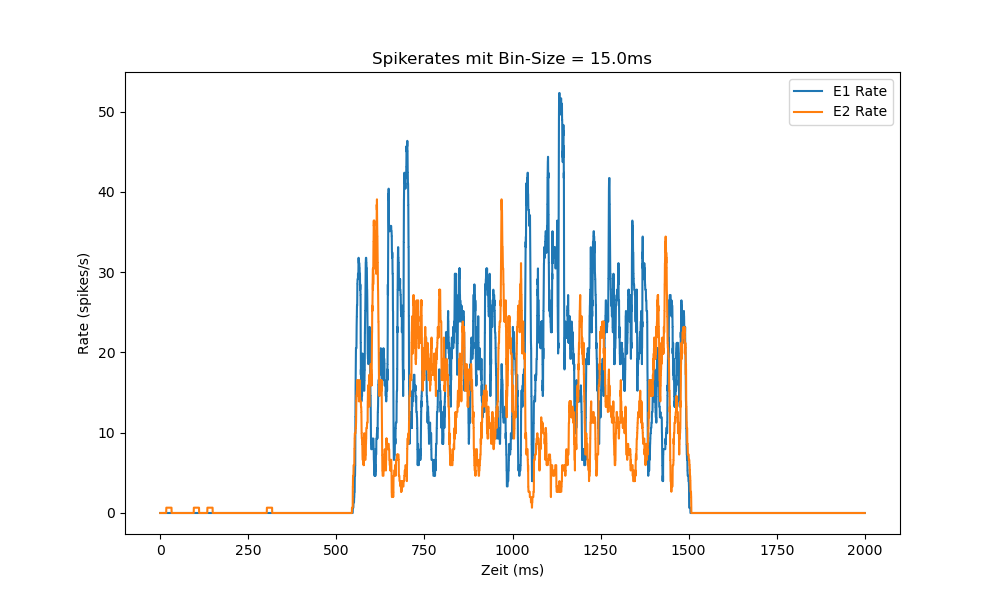 Spikerates mit Bin-Size = 15.0ms
E1 Rate
E2 Rate
50
40
30
20
10
0
Rate (spikes/s)
0 250 500 750 1000 1250 1500 1750 2000
Zeit (ms)